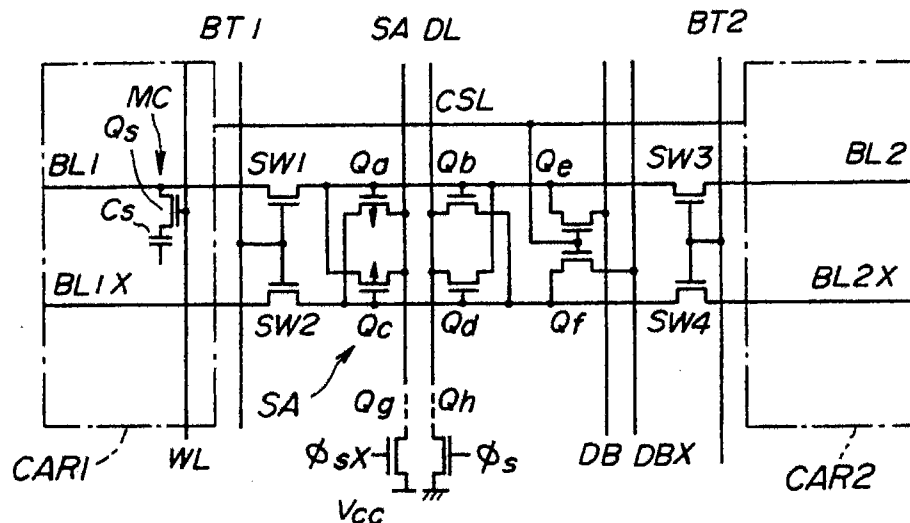 BT1 SA DL BT2
MC CSL
Qs
BL1 SW1 Qa Qb Qe SW3 BL2
Cs
BL1X BL2X
SW2 Qc Qd Qf SW4
SA Qg Qh
CAR1 WL ΦsX Φs DB DBX CAR2
Vcc